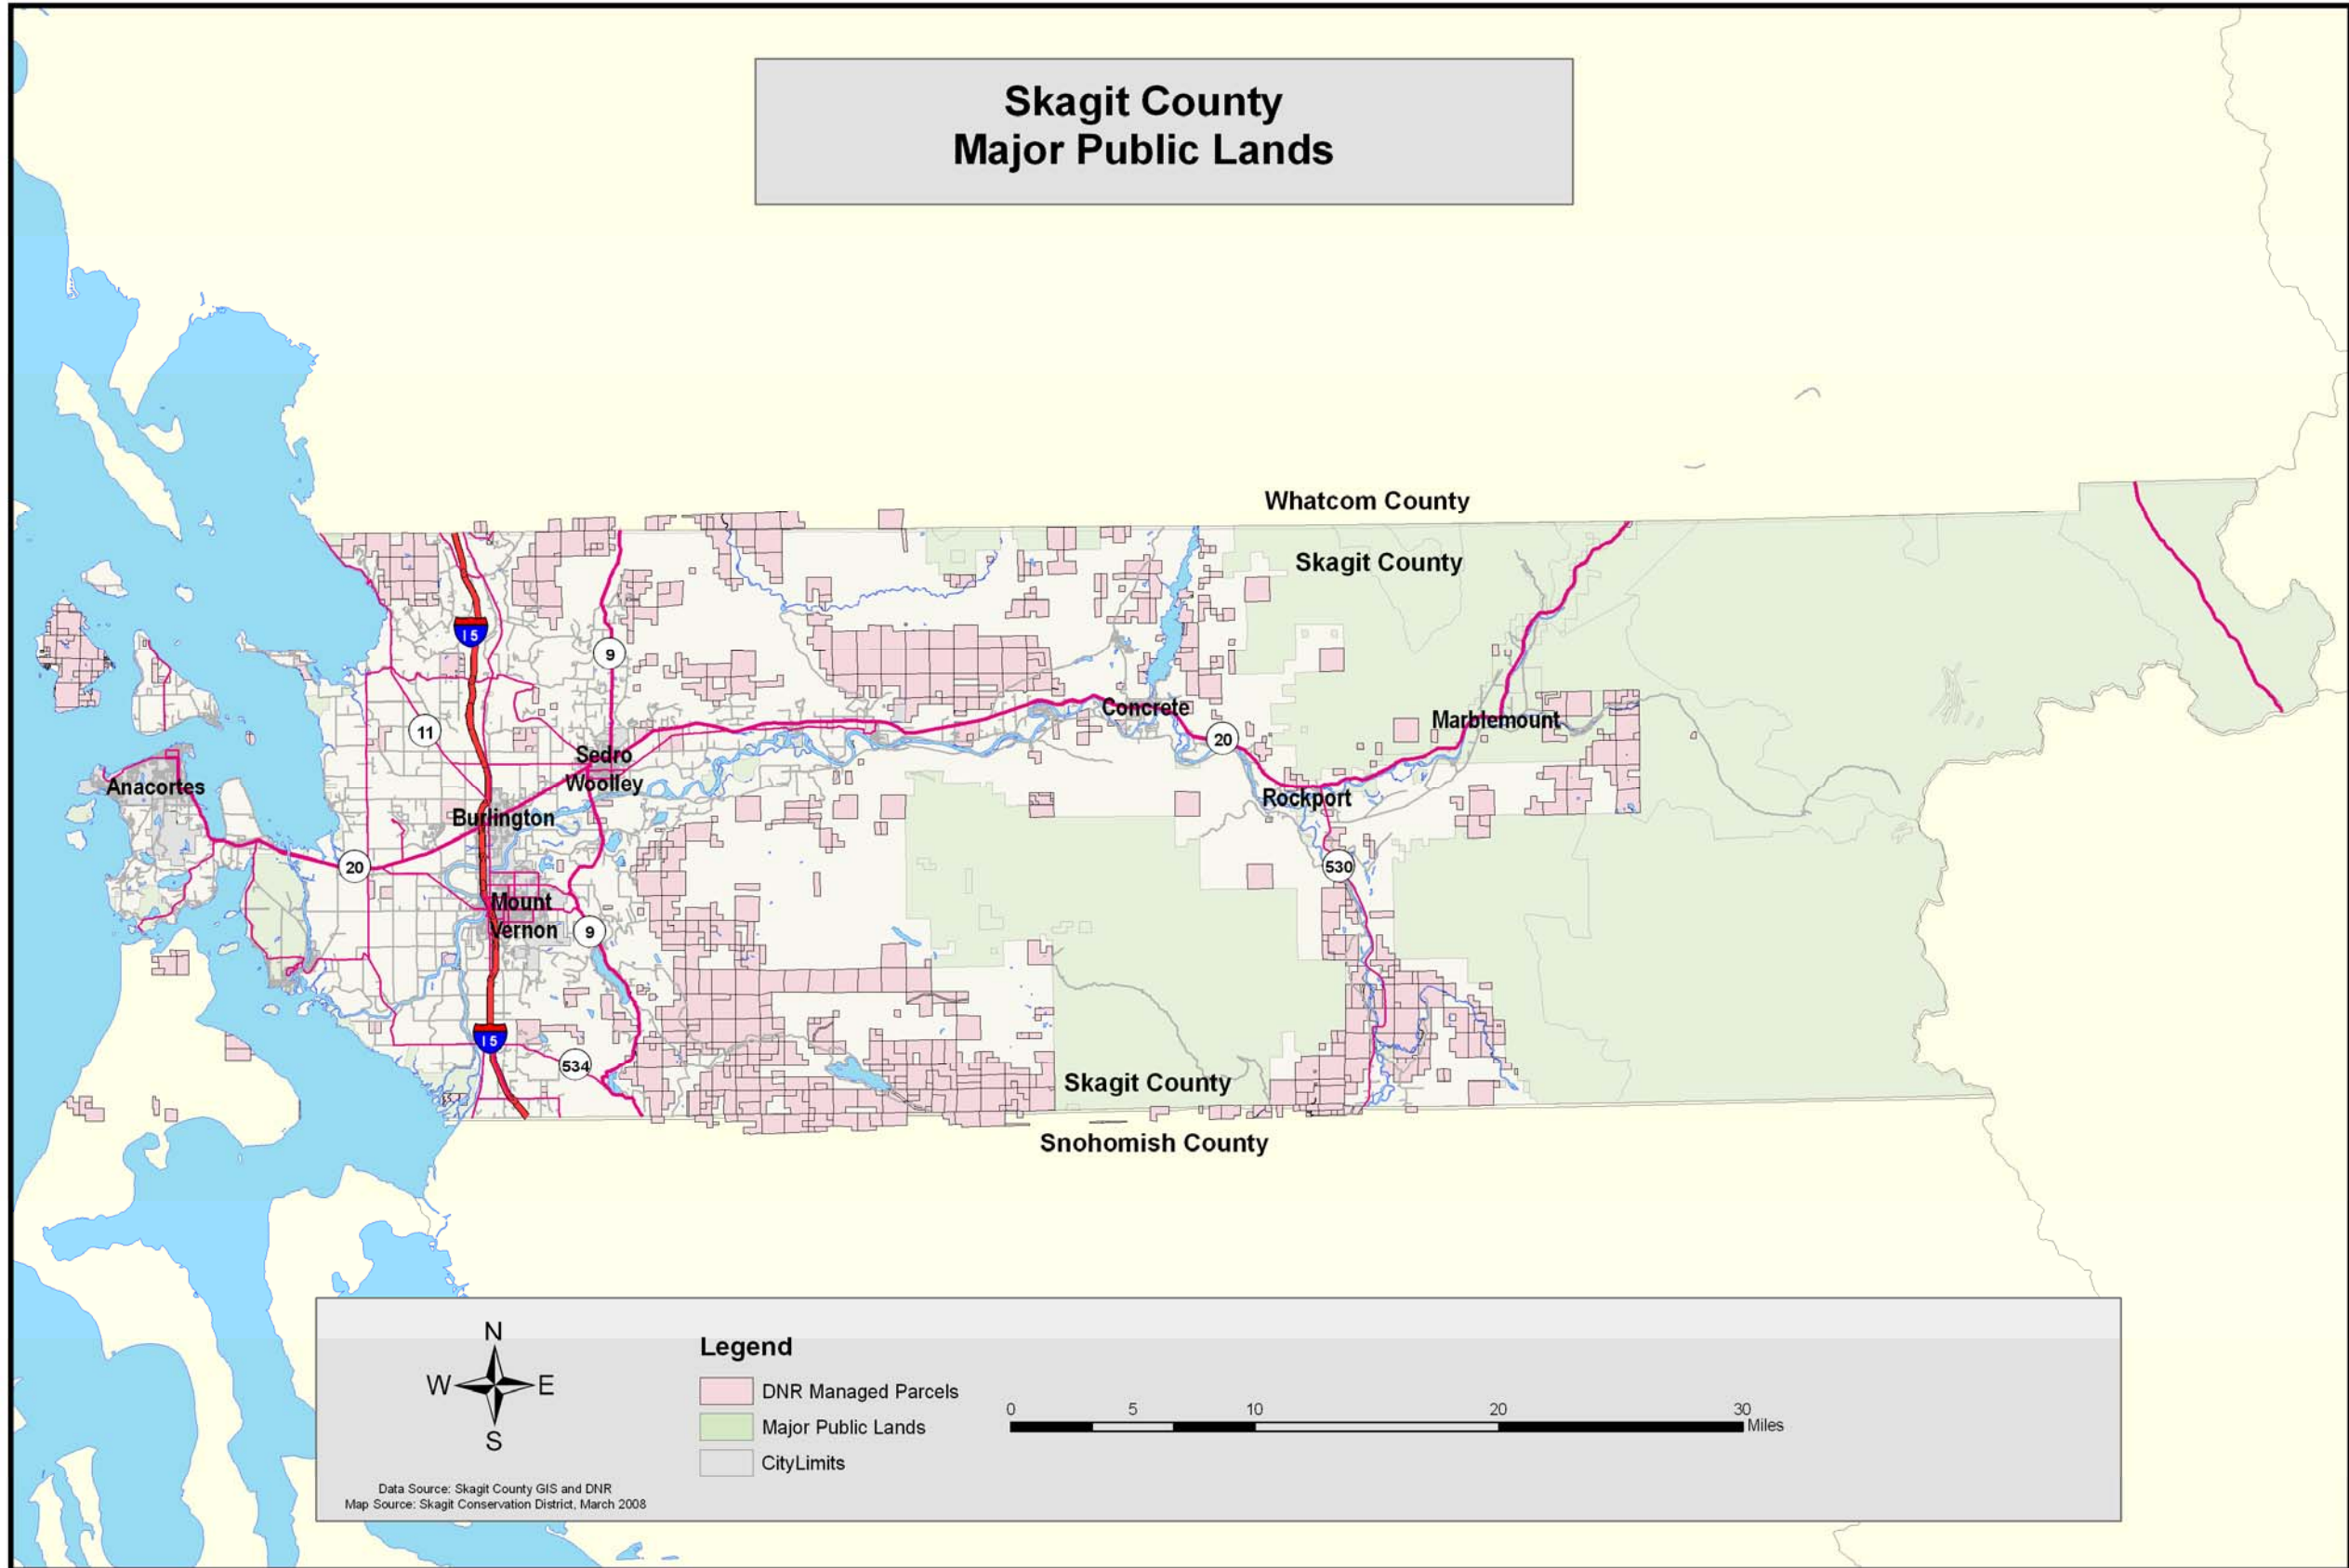 Skagit County
Major Public Lands
Whatcom County
Skagit County
I 5
9
11
Concrete
Marblemount
20
Sedro
Woolley
Anacortes
Rockport
Burlington
20
530
Mount
Vernon
9
I 5
534
Skagit County
Snohomish County
N
W E
S
Legend
DNR Managed Parcels
Major Public Lands
CityLimits
0 5 10 20 30
Miles
Data Source: Skagit County GIS and DNR
Map Source: Skagit Conservation District, March 2008